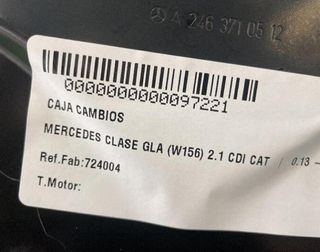 A 246 371 05 12
0000000000097221
CAJA CAMBIOS
MERCEDES CLASE GLA (W156) 2.1 CDI CAT / 0.13 –
Ref.Fab:724004
T.Motor: